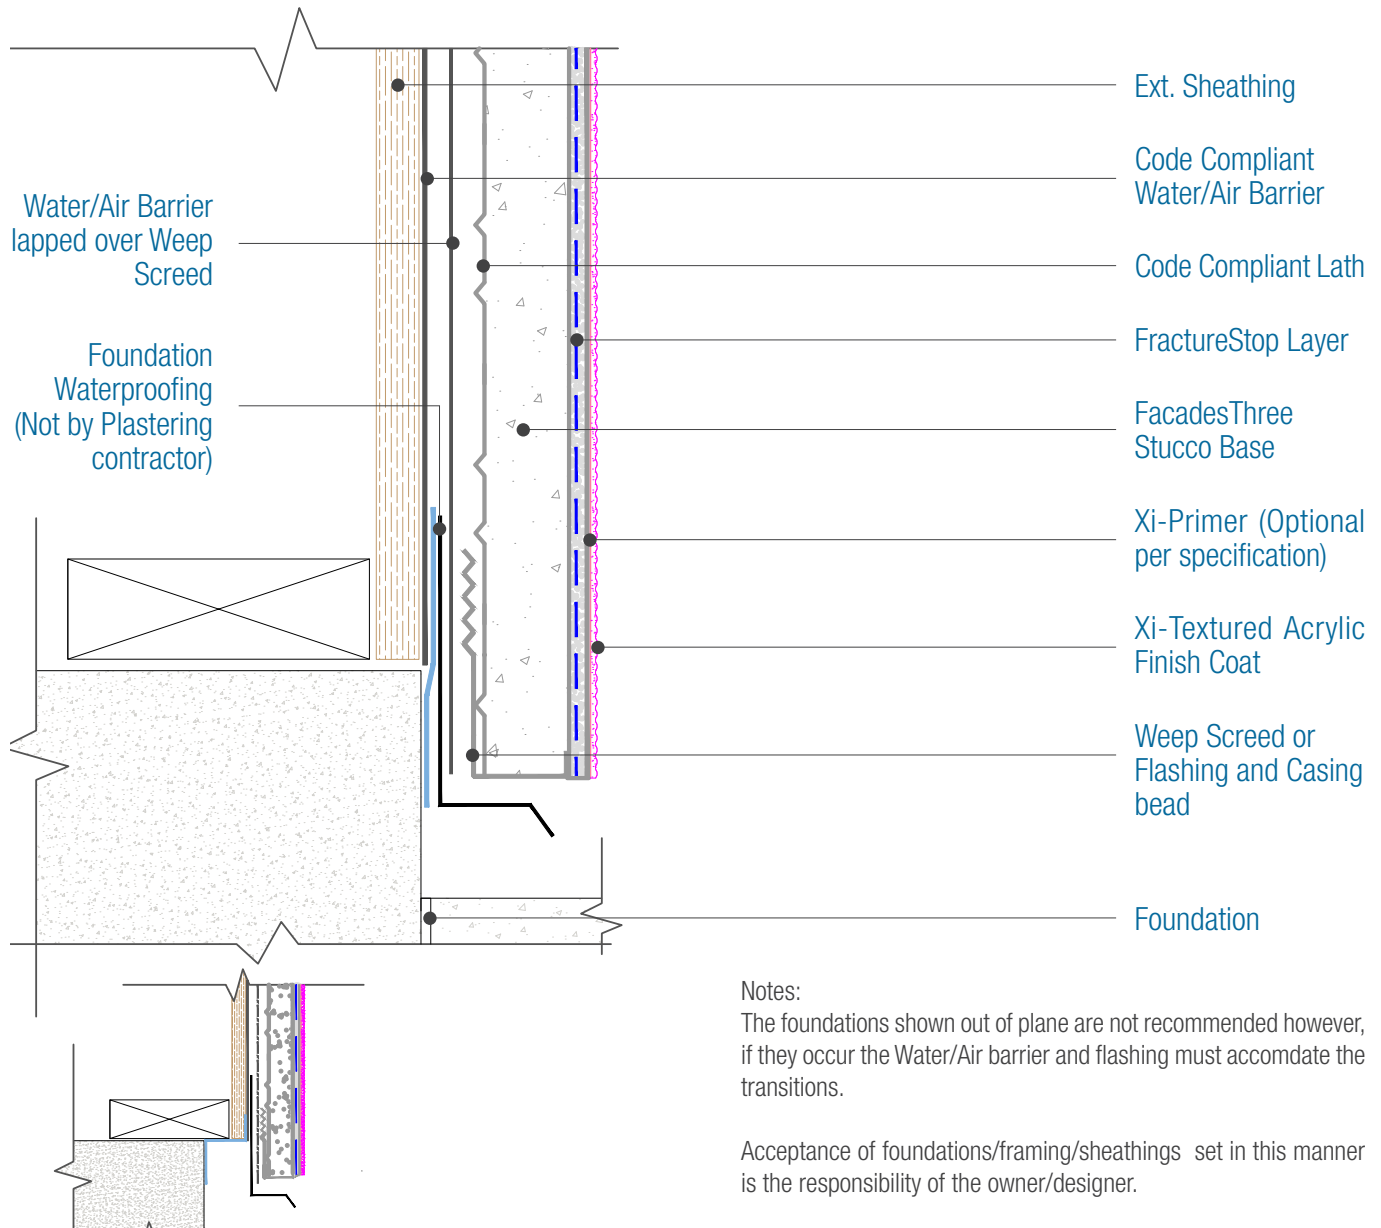 Ext. Sheathing
Code Compliant
Water/Air Barrier
Water/Air Barrier
lapped over Weep
Screed
Code Compliant Lath
FractureStop Layer
Foundation
Waterproofing
(Not by Plastering
contractor)
FacadesThree
Stucco Base
Xi-Primer (Optional
per specification)
Xi-Textured Acrylic
Finish Coat
Weep Screed or
Flashing and Casing
bead
Foundation
Notes:
The foundations shown out of plane are not recommended however,
if they occur the Water/Air barrier and flashing must accomdate the
transitions.
Acceptance of foundations/framing/sheathings set in this manner
is the responsibility of the owner/designer.